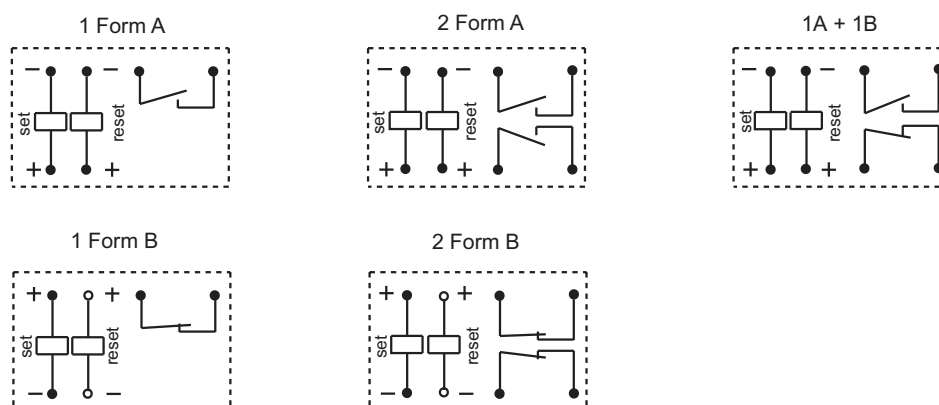 1 Form A
− −
set reset
+ +
2 Form A
− −
set reset
+ +
1A + 1B
− −
set reset
+ +
1 Form B
+ +
set reset
− −
2 Form B
+ +
set reset
− −